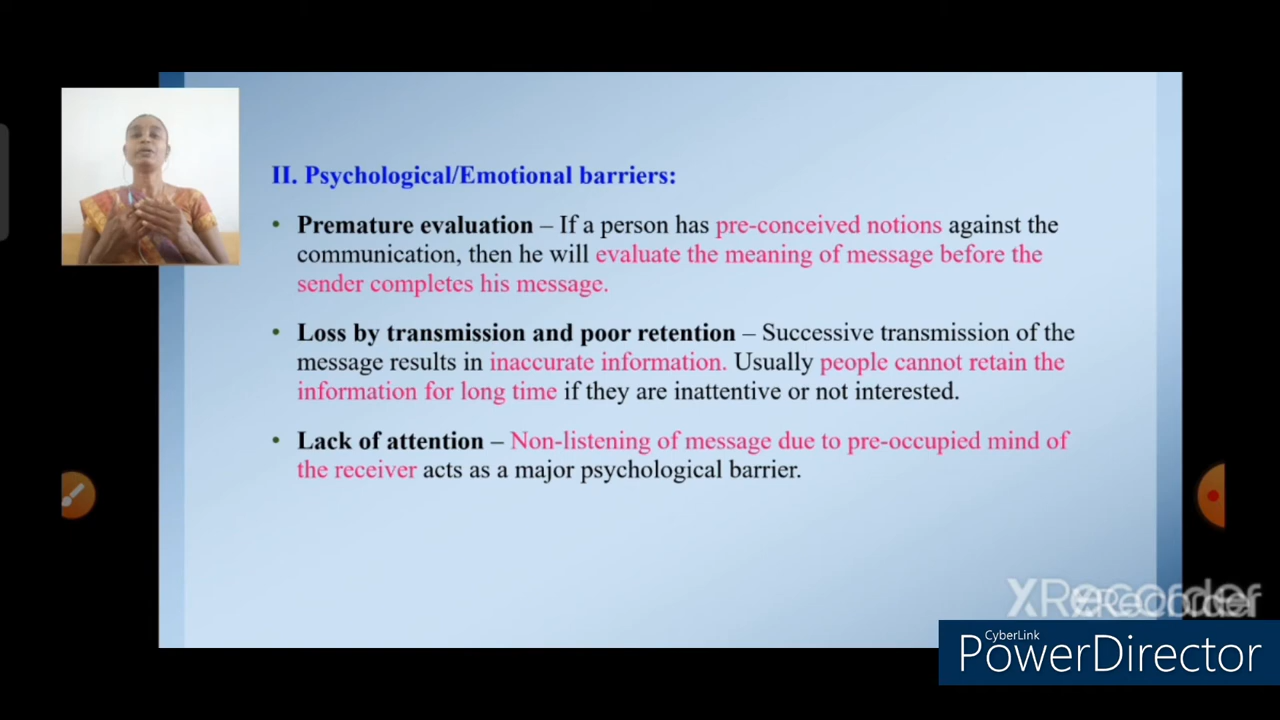 II. Psychological/Emotional barriers:
• Premature evaluation – If a person has pre-conceived notions against the
communication, then he will evaluate the meaning of message before the
sender completes his message.
• Loss by transmission and poor retention – Successive transmission of the
message results in inaccurate information. Usually people cannot retain the
information for long time if they are inattentive or not interested.
• Lack of attention – Non-listening of message due to pre-occupied mind of
the receiver acts as a major psychological barrier.
XRecorder
XRecorder
CyberLink
PowerDirector